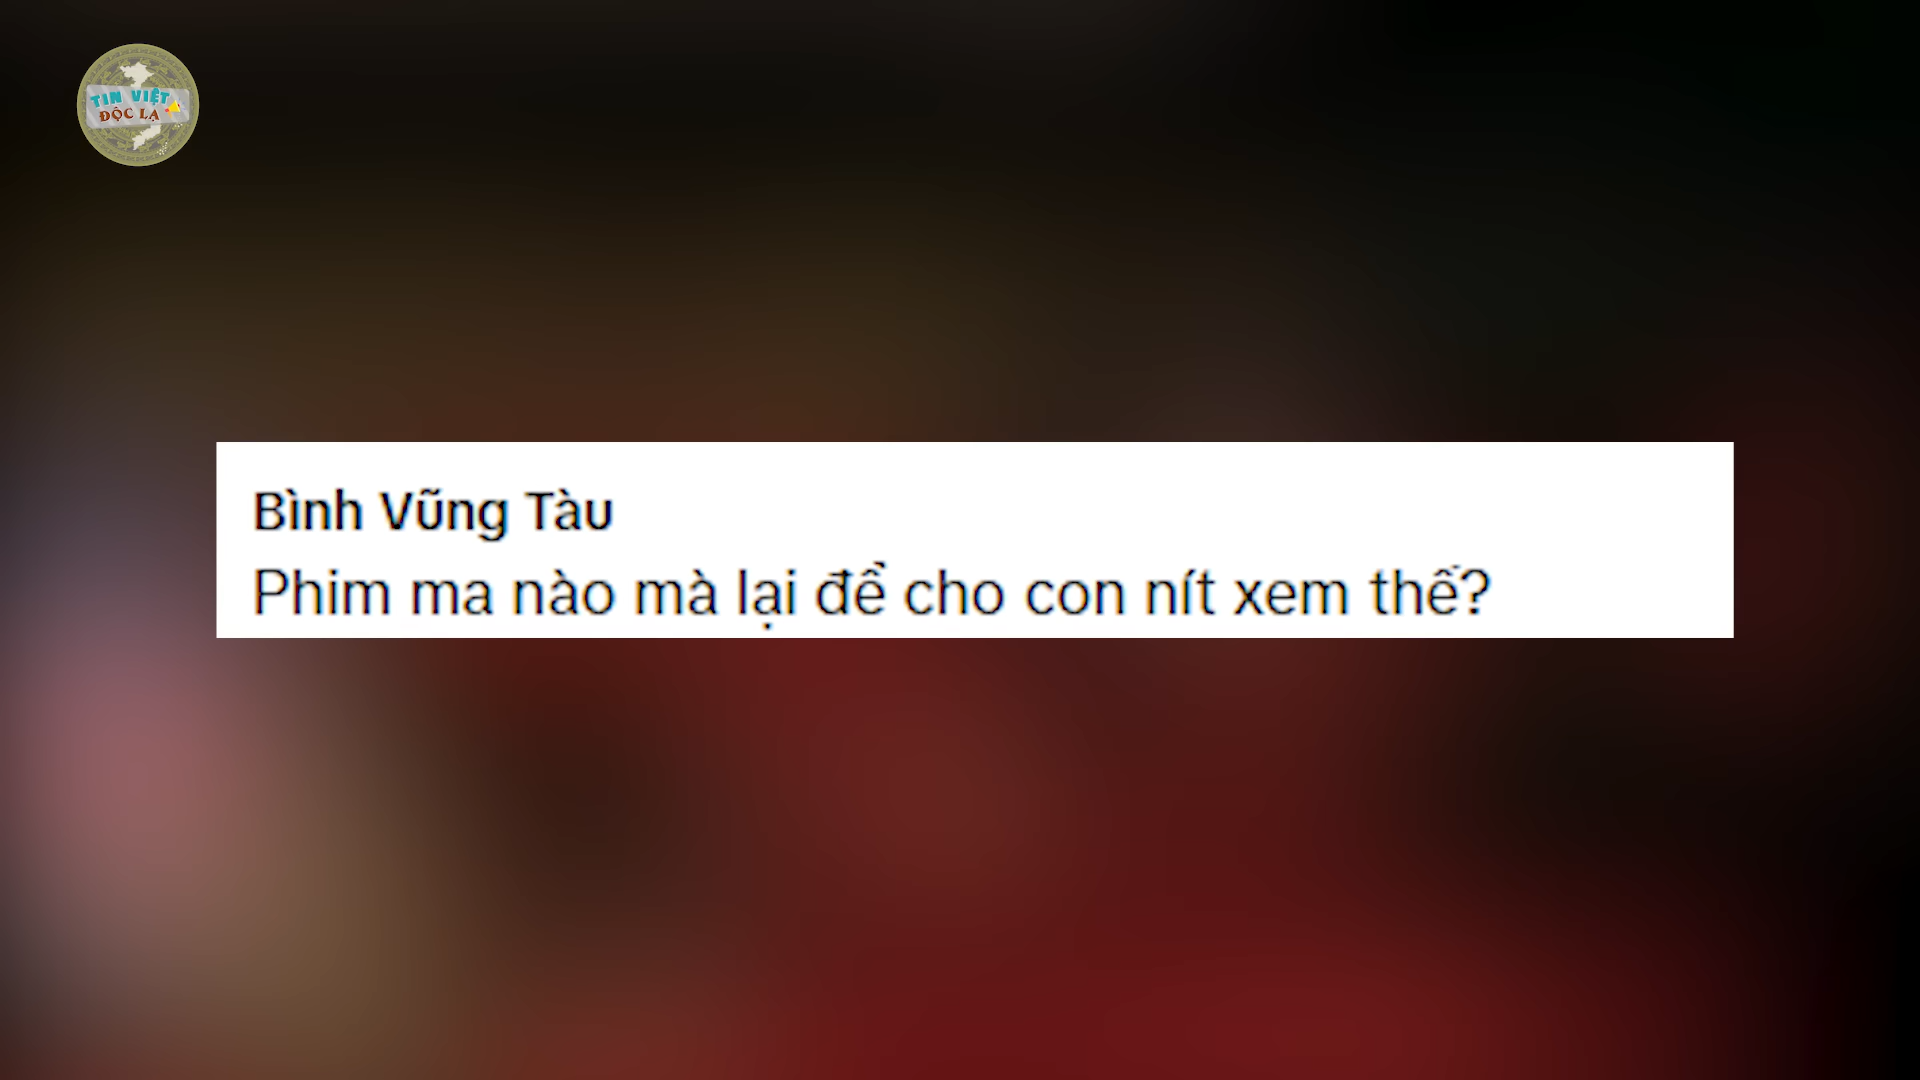 TIN VIỆT
ĐỘC LẠ
Bình Vũng Tàu
Phim ma nào mà lại để cho con nít xem thế?